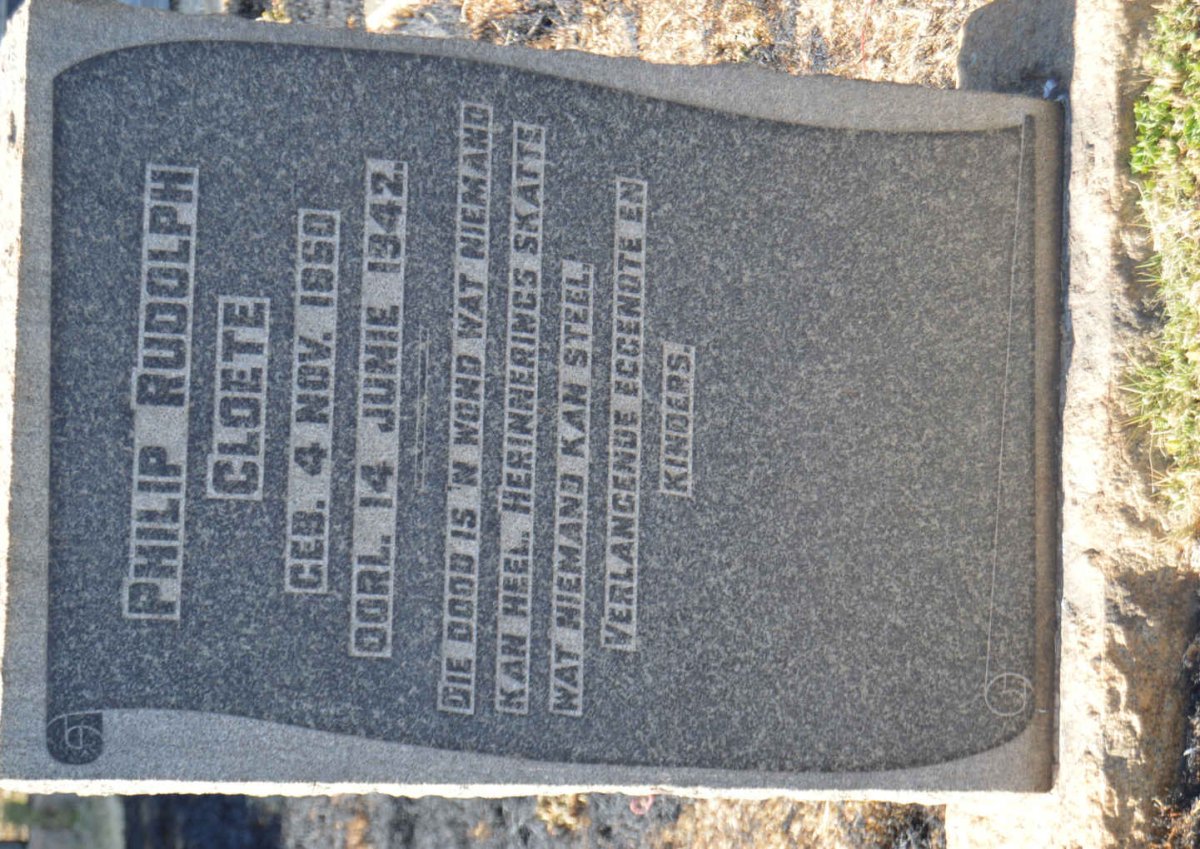 PHILIP RUDOLPH
CLOETE
GEB. 4 NOV. 1860
OORL. 14 JUNIE 1942.
DIE DOOD IS 'N WOND WAT NIEMAND
KAN HEEL. HERINNERINGS SKATTE
WAT NIEMAND KAN STEEL.
VERLANGENDE EGGENOTE EN
KINDERS